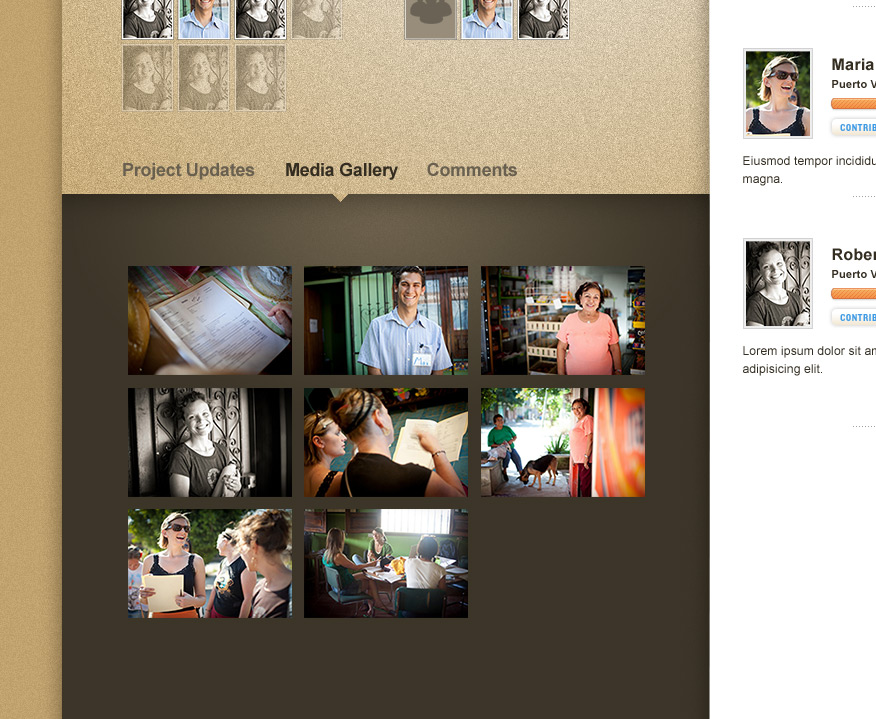 Project Updates
Media Gallery
Comments
Maria
Puerto V
CONTRIB
Eiusmod tempor incididu
magna.
Rober
Puerto V
CONTRIB
Lorem ipsum dolor sit am
adipisicing elit.